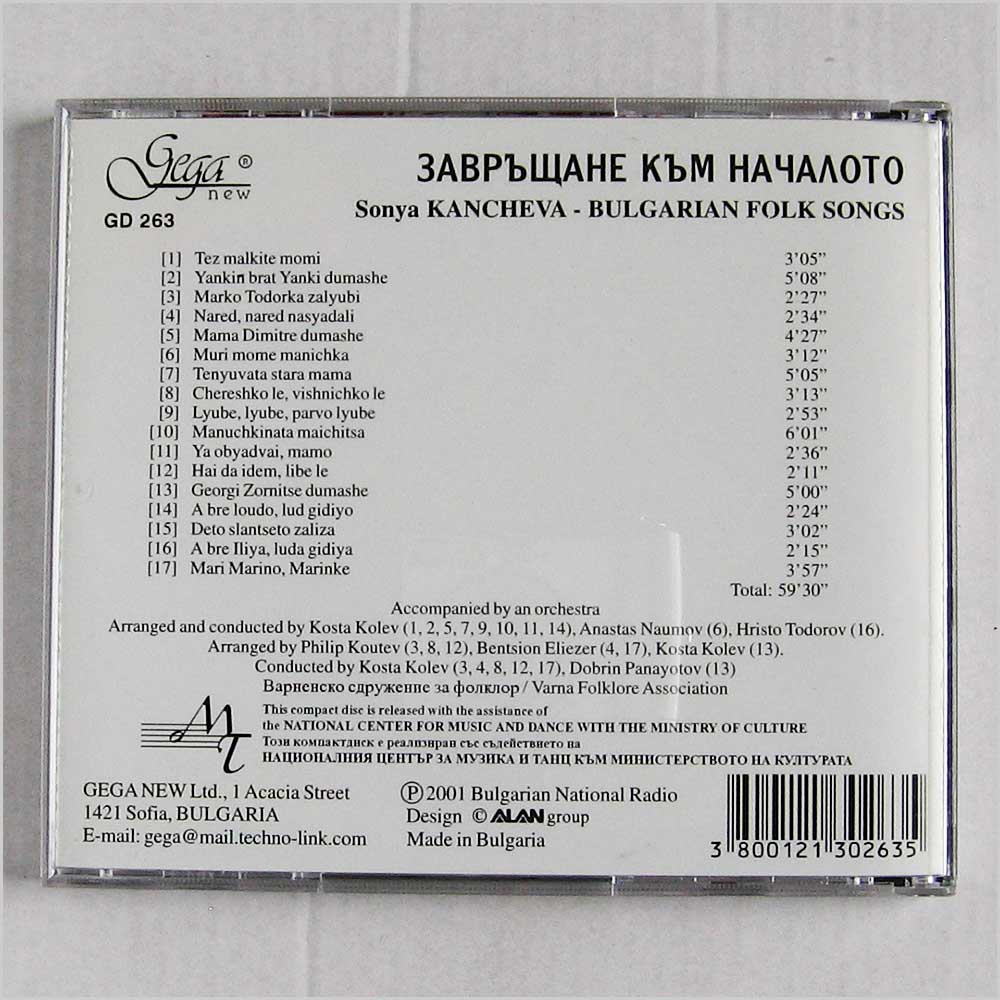 Gega ®
new
GD 263
ЗАВРЪЩАНЕ КЪМ НАЧАЛОТО
Sonya KANCHEVA - BULGARIAN FOLK SONGS
[1] Tez malkite momi 3'05"
[2] Yankin brat Yanki dumashe 5'08"
[3] Marko Todorka zalyubi 2'27"
[4] Nared, nared nasyadali 2'34"
[5] Mama Dimitre dumashe 4'27"
[6] Muri mome manichka 3'12"
[7] Tenyuvata stara mama 5'05"
[8] Chereshko le, vishnichko le 3'13"
[9] Lyube, lyube, parvo lyube 2'53"
[10] Manuchkinata maichitsa 6'01"
[11] Ya obyadvai, mamo 2'36"
[12] Hai da idem, libe le 2'11"
[13] Georgi Zornitse dumashe 5'00"
[14] A bre loudo, lud gidiyo 2'24"
[15] Deto slantseto zaliza 3'02"
[16] A bre Iliya, luda gidiya 2'15"
[17] Mari Marino, Marinke 3'57"
Total: 59'30"
Accompanied by an orchestra
Arranged and conducted by Kosta Kolev (1, 2, 5, 7, 9, 10, 11, 14), Anastas Naumov (6), Hristo Todorov (16).
Arranged by Philip Koutev (3, 8, 12), Bentsion Eliezer (4, 17), Kosta Kolev (13).
Conducted by Kosta Kolev (3, 4, 8, 12, 17), Dobrin Panayotov (13)
Варненско сдружение за фолклор / Varna Folklore Association
MT
This compact disc is released with the assistance of
the NATIONAL CENTER FOR MUSIC AND DANCE WITH THE MINISTRY OF CULTURE
Този компактдиск е реализиран със съдействието на
НАЦИОНАЛНИЯ ЦЕНТЪР ЗА МУЗИКА И ТАНЦ КЪМ МИНИСТЕРСТВОТО НА КУЛТУРАТА
GEGA NEW Ltd., 1 Acacia Street
1421 Sofia, BULGARIA
E-mail: gega@mail.techno-link.com
Ⓟ 2001 Bulgarian National Radio
Design © ALAN group
Made in Bulgaria
3 800121 302635